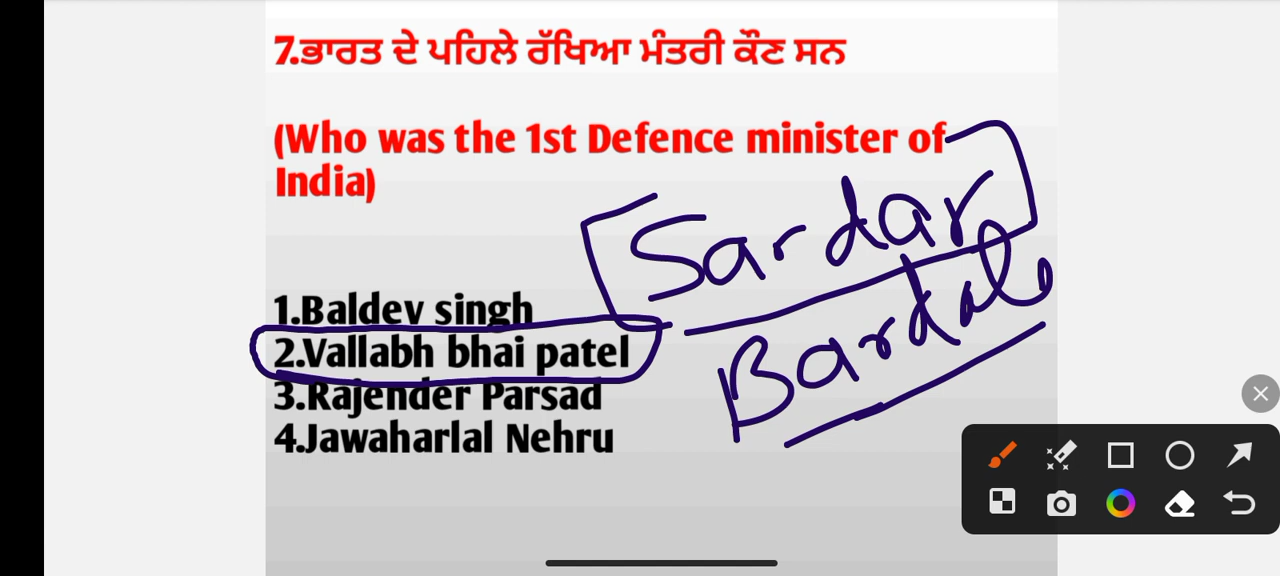 7.ਭਾਰਤ ਦੇ ਪਹਿਲੇ ਰੱਖਿਆ ਮੰਤਰੀ ਕੌਣ ਸਨ
(Who was the 1st Defence minister of
India)
Sardar
Bardalo
1.Baldev singh
2.Vallabh bhai patel
3.Rajender Parsad
4.Jawaharlal Nehru